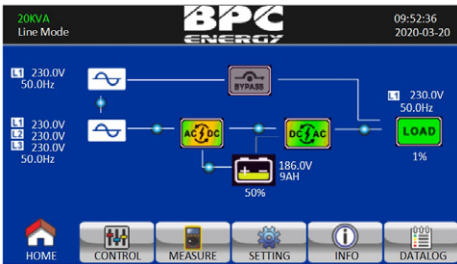 20KVA
Line Mode
BPC
ENERGY
09:52:36
2020-03-20
L1 230.0V
50.0Hz
BYPASS
L1 230.0V
50.0Hz
L1 230.0V
L2 230.0V
L3 230.0V
50.0Hz
AC DC
DC AC
LOAD
1%
186.0V
9AH
50%
HOME
CONTROL
MEASURE
SETTING
INFO
DATALOG